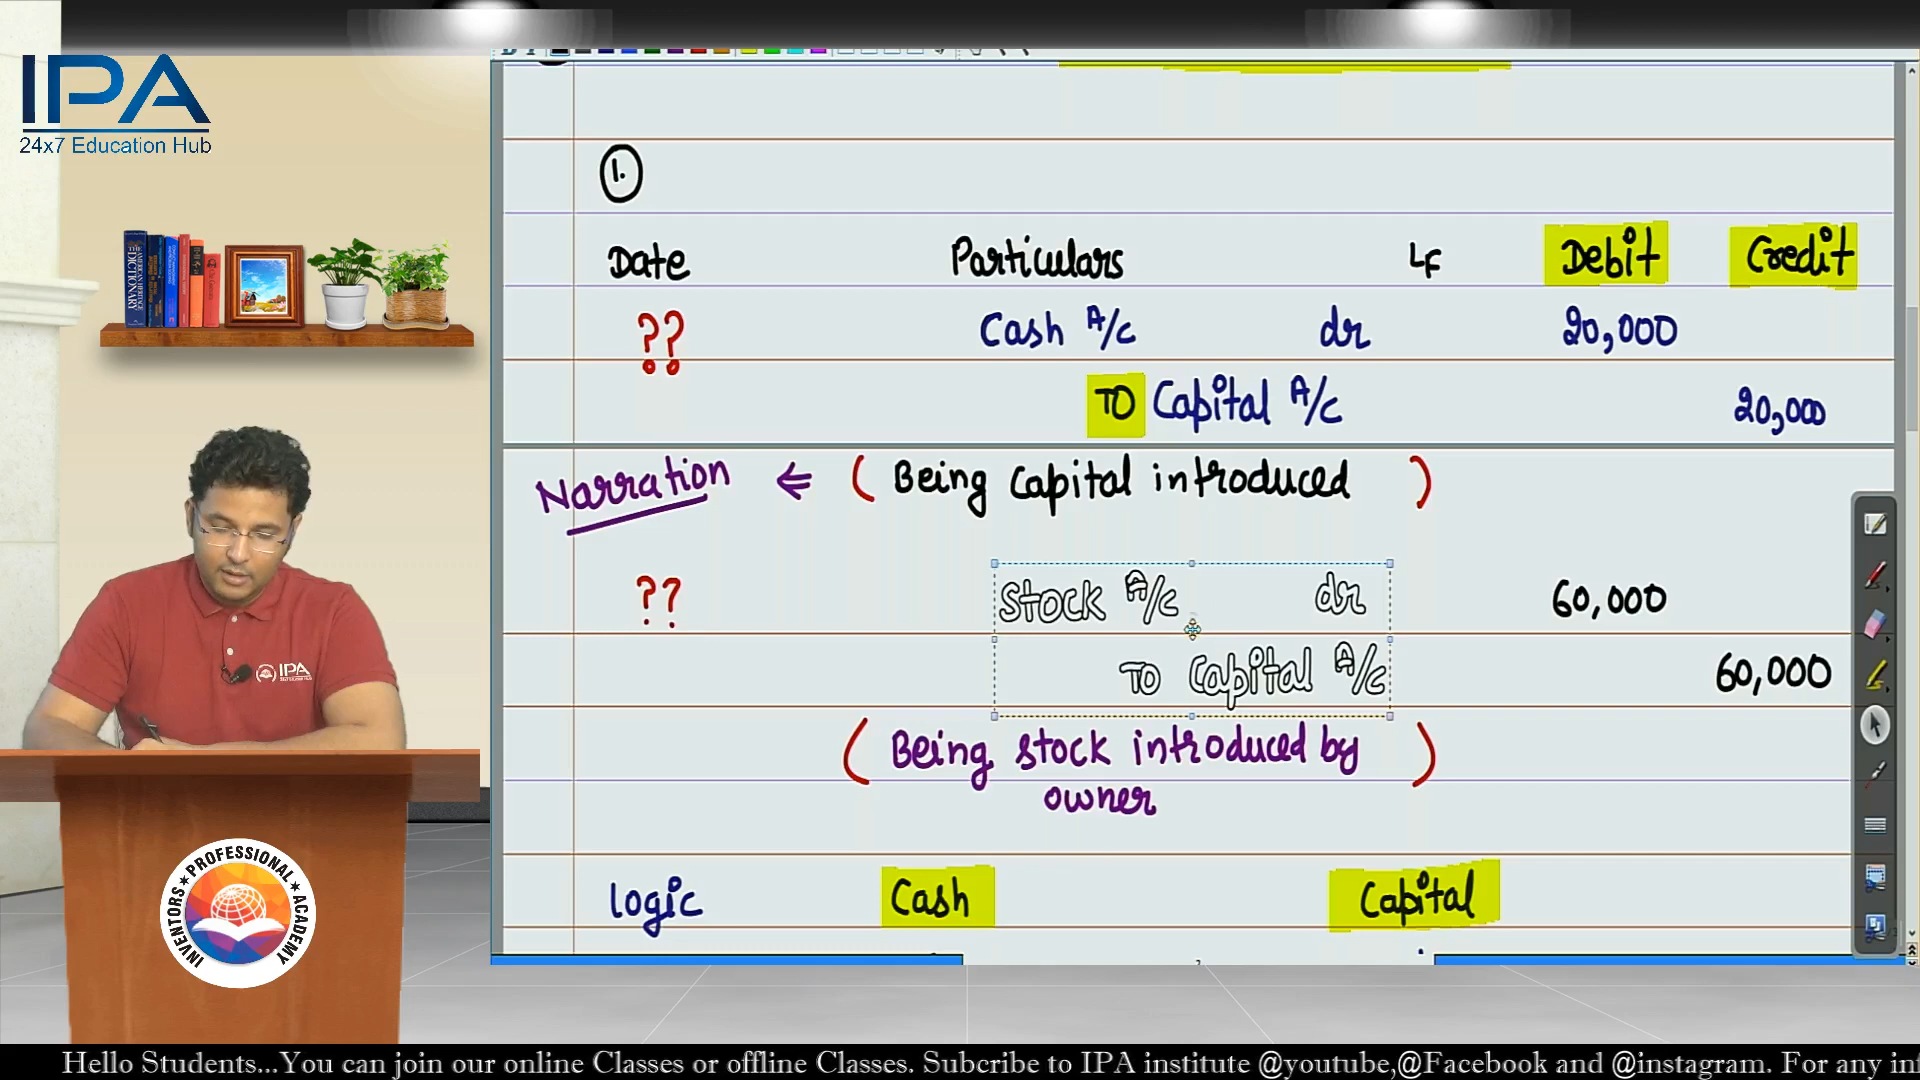 IPA
24x7 Education Hub
1.
Date Particulars LF Debit Credit
?? Cash A/c dr 20,000
TO Capital A/c 20,000
Narration ⇐ ( Being Capital introduced )
?? Stock A/c dr 60,000
TO Capital A/c 60,000
( Being stock introduced by )
owner
Logic Cash Capital
IPA
INVENTORS PROFESSIONAL ACADEMY
Hello Students...You can join our online Classes or offline Classes. Subcribe to IPA institute @youtube,@Facebook and @instagram. For any inf